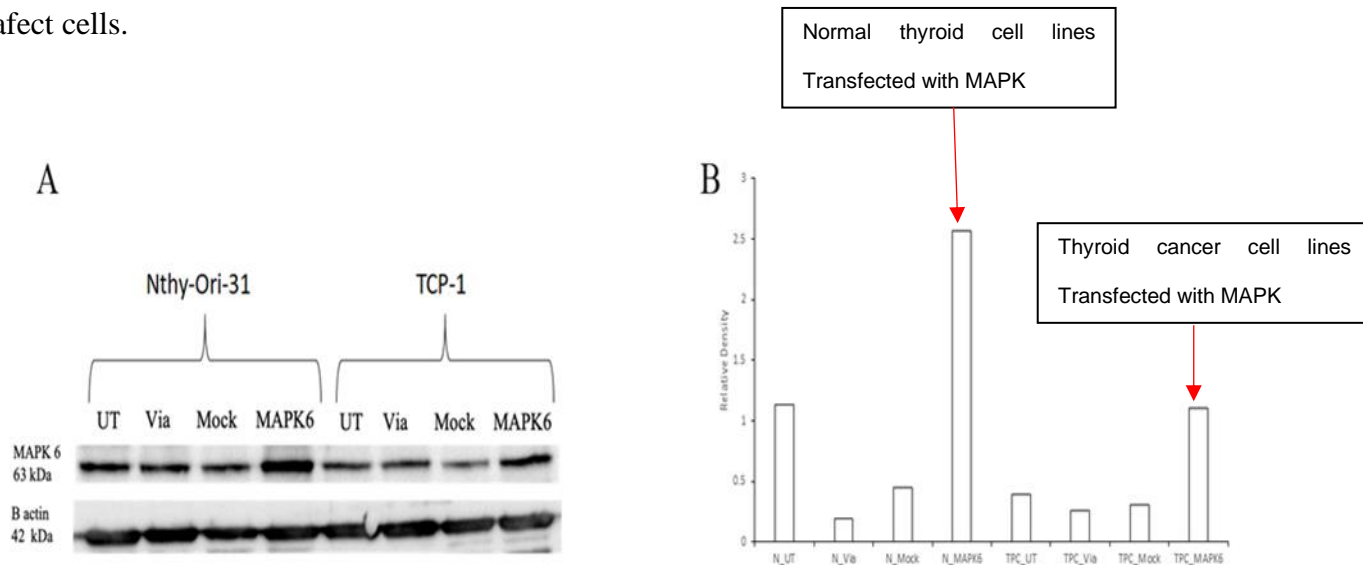 afect cells.
Normal thyroid cell lines
Transfected with MAPK
A
B
Thyroid cancer cell lines
Transfected with MAPK
Nthy-Ori-31 TCP-1
UT Via Mock MAPK6 UT Via Mock MAPK6
MAPK 6
63 kDa
B actin
42 kDa
Relative Density
3
2.5
2
1.5
1
0.5
0
N_UT N_Via N_Mock N_MAPK6 TPC_UT TPC_Via TPC_Mock TPC_MAPK6